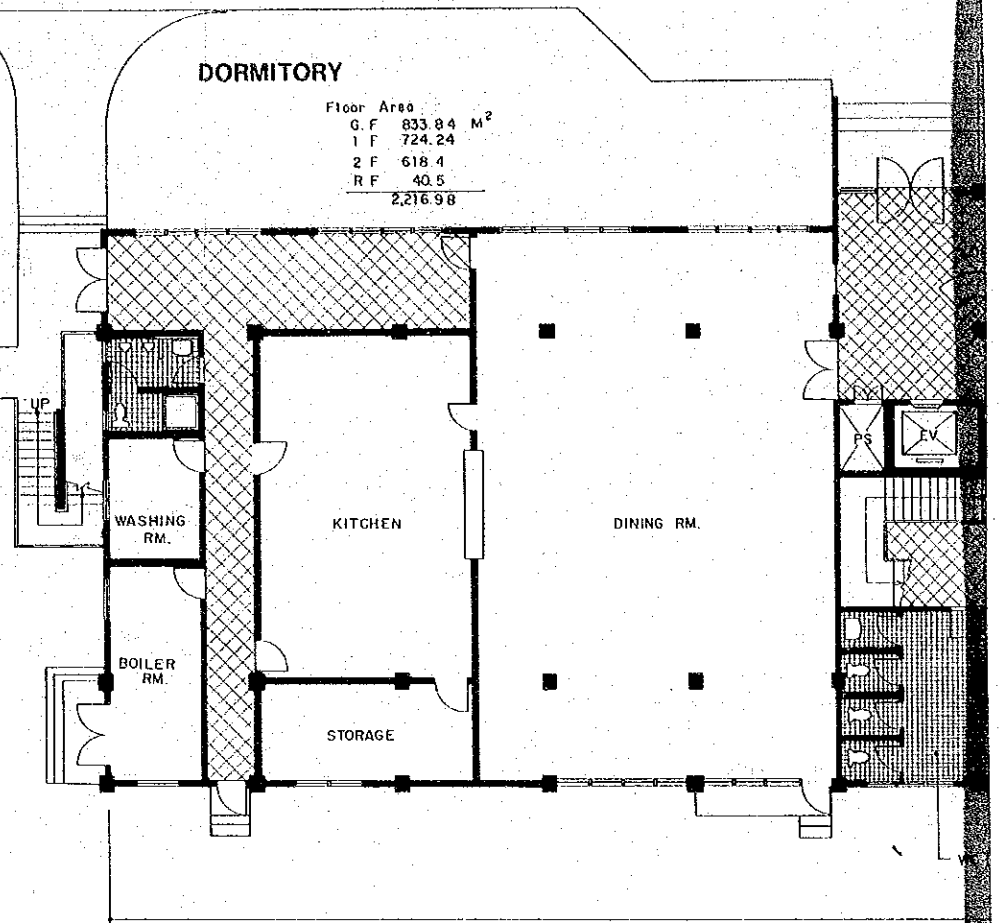 DORMITORY
Floor Area
G. F 833.84 M²
1 F 724.24
2 F 618.4
R F 40.5
2,216.98
UP
PS
EV
WASHING
RM.
KITCHEN
DINING RM.
BOILER
RM.
STORAGE